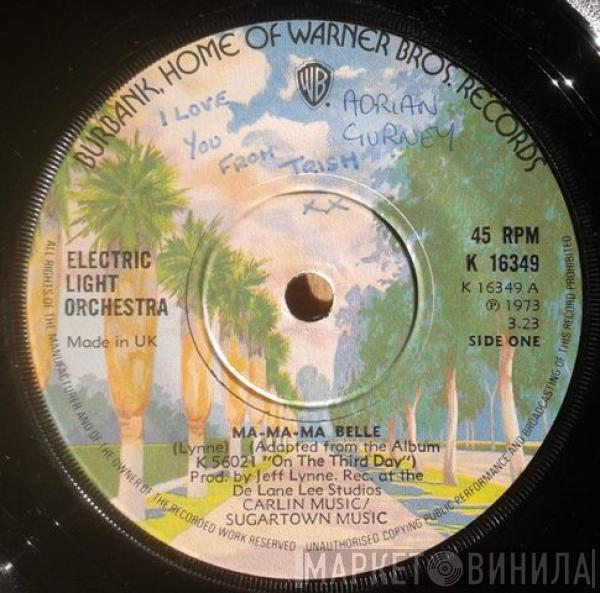 BURBANK, HOME OF WARNER BROS. RECORDS
WB
I LOVE
YOU
FROM TRISH
XX
ADRIAN
GURNEY
ELECTRIC
LIGHT
ORCHESTRA
Made in UK
45 RPM
K 16349
K 16349 A
Ⓟ 1973
3.23
SIDE ONE
MA-MA-MA BELLE
(Lynne) (Adapted from the Album
K 56021 "On The Third Day")
Prod. by Jeff Lynne. Rec. at the
De Lane Lee Studios
CARLIN MUSIC/
SUGARTOWN MUSIC
ALL RIGHTS OF THE MANUFACTURER AND OF THE OWNER OF THE RECORDED WORK RESERVED UNAUTHORISED COPYING PUBLIC PERFORMANCE AND BROADCASTING OF THIS RECORD PROHIBITED
МАРКЕТ ВИНИЛА